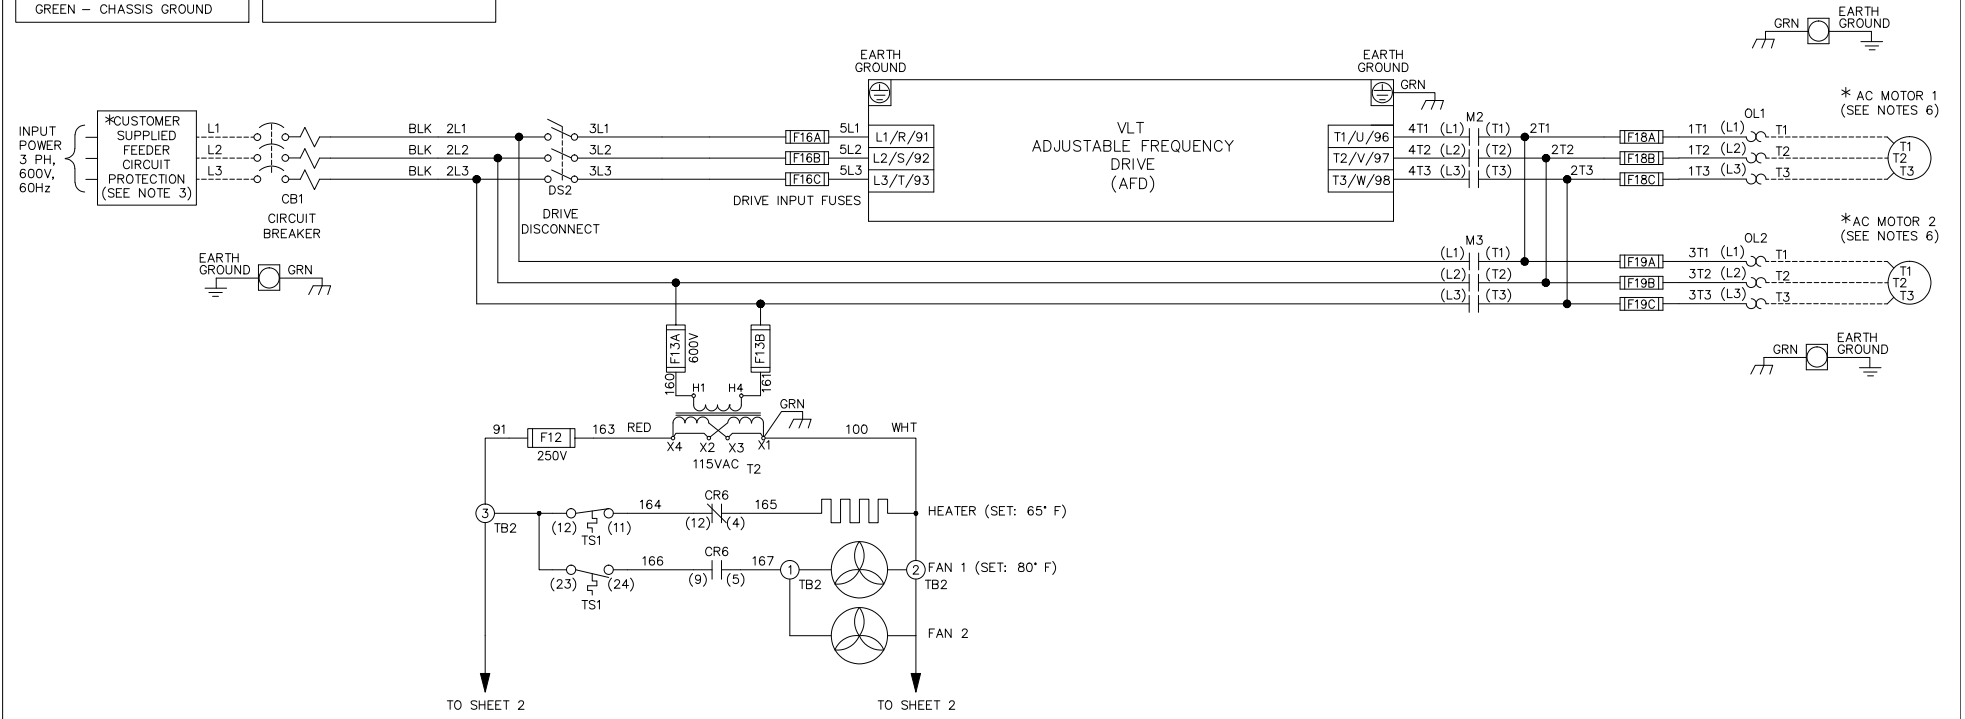 GREEN – CHASSIS GROUND
INPUT
POWER
3 PH,
600V,
60Hz
*CUSTOMER
SUPPLIED
FEEDER
CIRCUIT
PROTECTION
(SEE NOTE 3)
L1
L2
L3
CB1
CIRCUIT
BREAKER
EARTH
GROUND
GRN
BLK 2L1
BLK 2L2
BLK 2L3
DS2
DRIVE
DISCONNECT
3L1
3L2
3L3
F16A
F16B
F16C
DRIVE INPUT FUSES
5L1
5L2
5L3
EARTH
GROUND
L1/R/91
L2/S/92
L3/T/93
VLT
ADJUSTABLE FREQUENCY
DRIVE
(AFD)
EARTH
GROUND
GRN
T1/U/96
T2/V/97
T3/W/98
4T1 (L1) M2 (T1) 2T1
4T2 (L2) (T2) 2T2
4T3 (L3) (T3) 2T3
F18A
F18B
F18C
1T1 (L1) OL1 T1
1T2 (L2) T2
1T3 (L3) T3
GRN
EARTH
GROUND
* AC MOTOR 1
(SEE NOTES 6)
T1
T2
T3
M3
(L1) (T1)
(L2) (T2)
(L3) (T3)
F19A
F19B
F19C
3T1 (L1) OL2 T1
3T2 (L2) T2
3T3 (L3) T3
*AC MOTOR 2
(SEE NOTES 6)
T1
T2
T3
GRN
EARTH
GROUND
F13A
600V
F13B
160
161
H1 H4
GRN
X4 X2 X3 X1
115VAC T2
91
F12
250V
163 RED
100 WHT
3
TB2
(12) (11)
TS1
164
CR6
(12) (4)
165
HEATER (SET: 65° F)
(23) (24)
TS1
166
CR6
(9) (5)
167
1
TB2
2
TB2
FAN 1 (SET: 80° F)
FAN 2
TO SHEET 2
TO SHEET 2